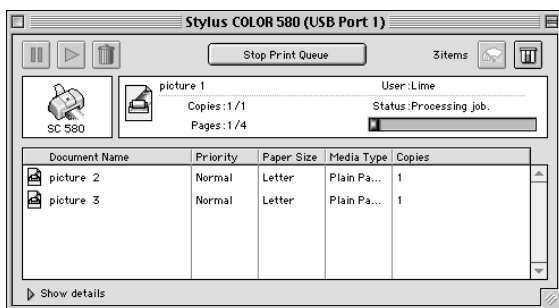 Stylus COLOR 580 (USB Port 1)
Stop Print Queue 3items
picture 1 User:Lime
Copies:1/1 Status:Processing job.
SC 580 Pages:1/4
Document Name Priority Paper Size Media Type Copies
picture 2 Normal Letter Plain Pa... 1
picture 3 Normal Letter Plain Pa... 1
Show details